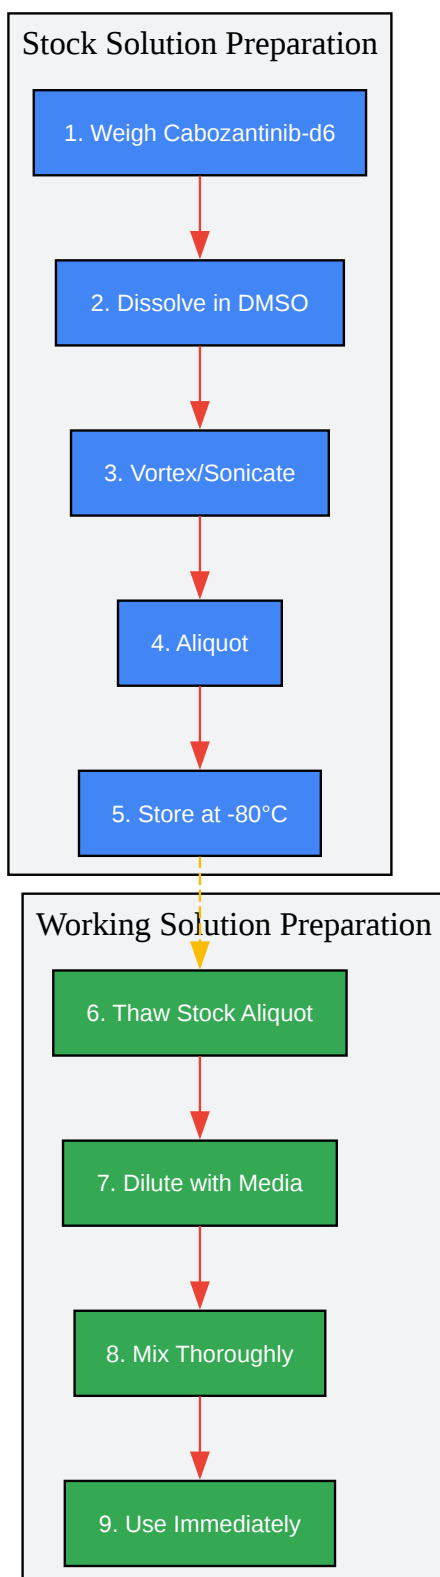 Stock Solution Preparation
1. Weigh Cabozantinib-d6
2. Dissolve in DMSO
3. Vortex/Sonicate
4. Aliquot
5. Store at -80°C
Working Solution Preparation
6. Thaw Stock Aliquot
7. Dilute with Media
8. Mix Thoroughly
9. Use Immediately